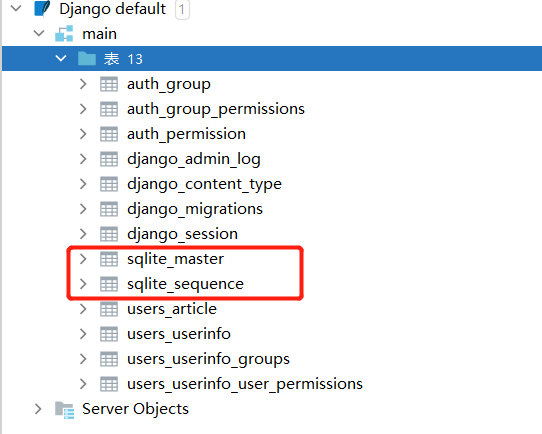 Django default 1
main
表 13
auth_group
auth_group_permissions
auth_permission
django_admin_log
django_content_type
django_migrations
django_session
sqlite_master
sqlite_sequence
users_article
users_userinfo
users_userinfo_groups
users_userinfo_user_permissions
Server Objects